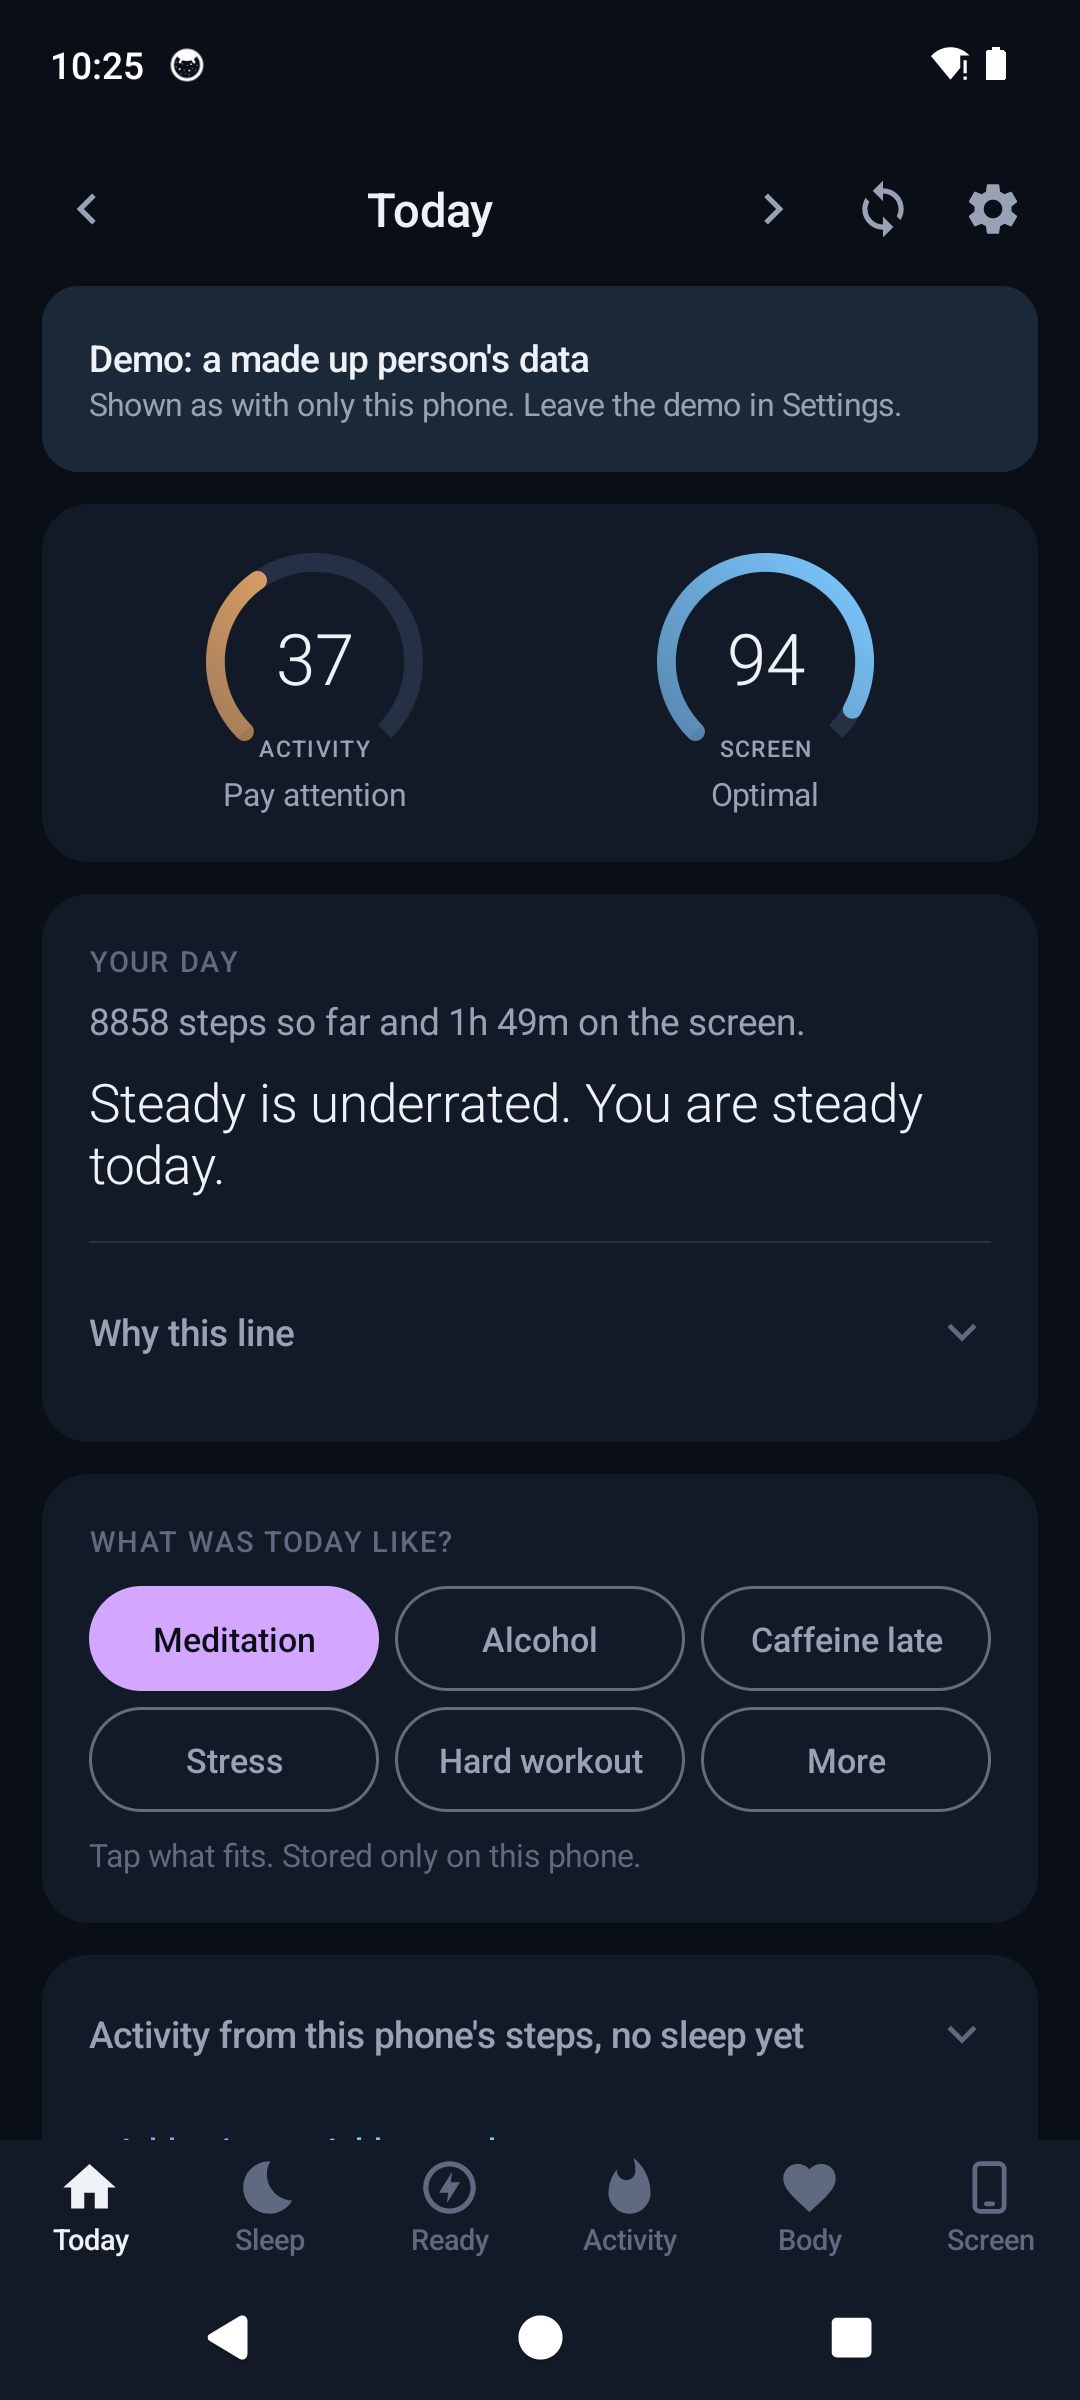 10:25
Today
Demo: a made up person's data
Shown as with only this phone. Leave the demo in Settings.
37
ACTIVITY
Pay attention
94
SCREEN
Optimal
YOUR DAY
8858 steps so far and 1h 49m on the screen.
Steady is underrated. You are steady
today.
Why this line
WHAT WAS TODAY LIKE?
Meditation
Alcohol
Caffeine late
Stress
Hard workout
More
Tap what fits. Stored only on this phone.
Activity from this phone's steps, no sleep yet
Today
Sleep
Ready
Activity
Body
Screen